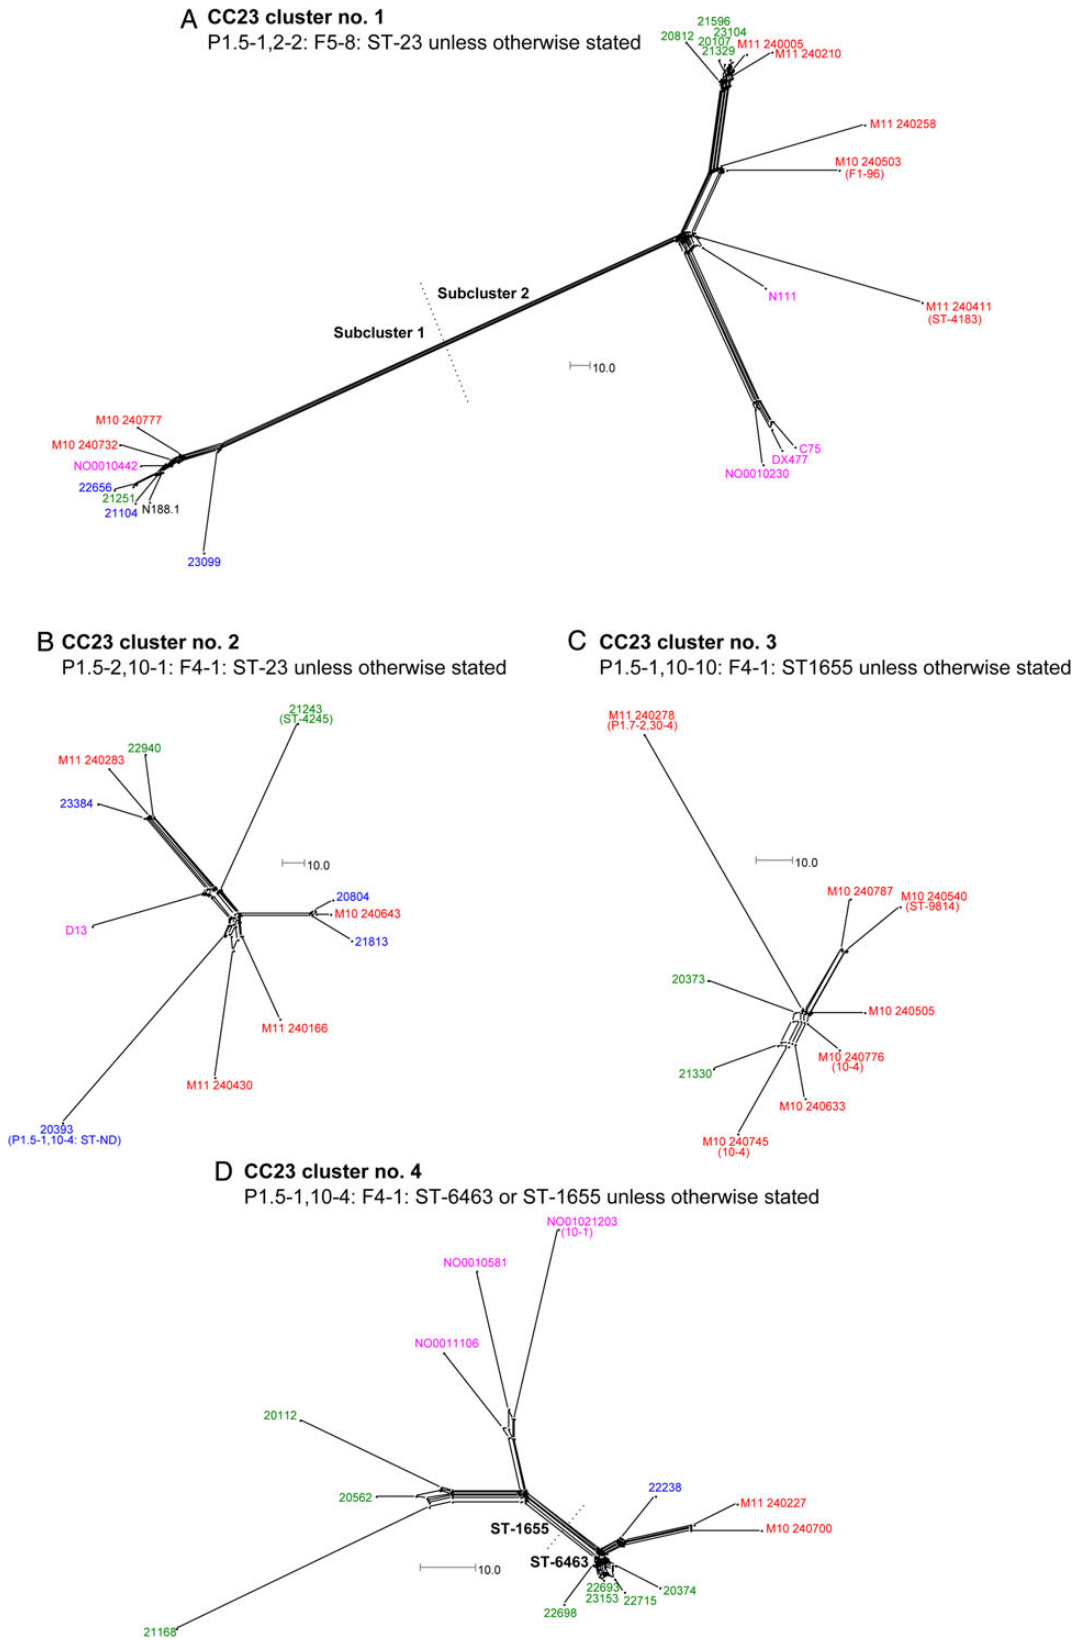 A CC23 cluster no. 1
P1.5-1,2-2: F5-8: ST-23 unless otherwise stated
21596
23104
20812
20107
M11 240005
21329
M11 240210
M11 240258
M10 240503
(F1-96)
N111
M11 240411
(ST-4183)
Subcluster 2
Subcluster 1
10.0
M10 240777
M10 240732
NO0010442
22656
21251
21104
N188.1
23099
C75
DX477
NO0010230
B CC23 cluster no. 2
P1.5-2,10-1: F4-1: ST-23 unless otherwise stated
21243
(ST-4245)
22940
M11 240283
23384
10.0
20804
M10 240643
21813
D13
M11 240166
M11 240430
20393
(P1.5-1,10-4: ST-ND)
C CC23 cluster no. 3
P1.5-1,10-10: F4-1: ST1655 unless otherwise stated
M11 240278
(P1.7-2,30-4)
10.0
M10 240787
M10 240540
(ST-9814)
20373
M10 240505
M10 240776
(10-4)
21330
M10 240633
M10 240745
(10-4)
D CC23 cluster no. 4
P1.5-1,10-4: F4-1: ST-6463 or ST-1655 unless otherwise stated
NO01021203
(10-1)
NO0010581
NO0011106
20112
20562
22238
M11 240227
M10 240700
ST-1655
ST-6463
10.0
22693
23153
22715
20374
22698
21168